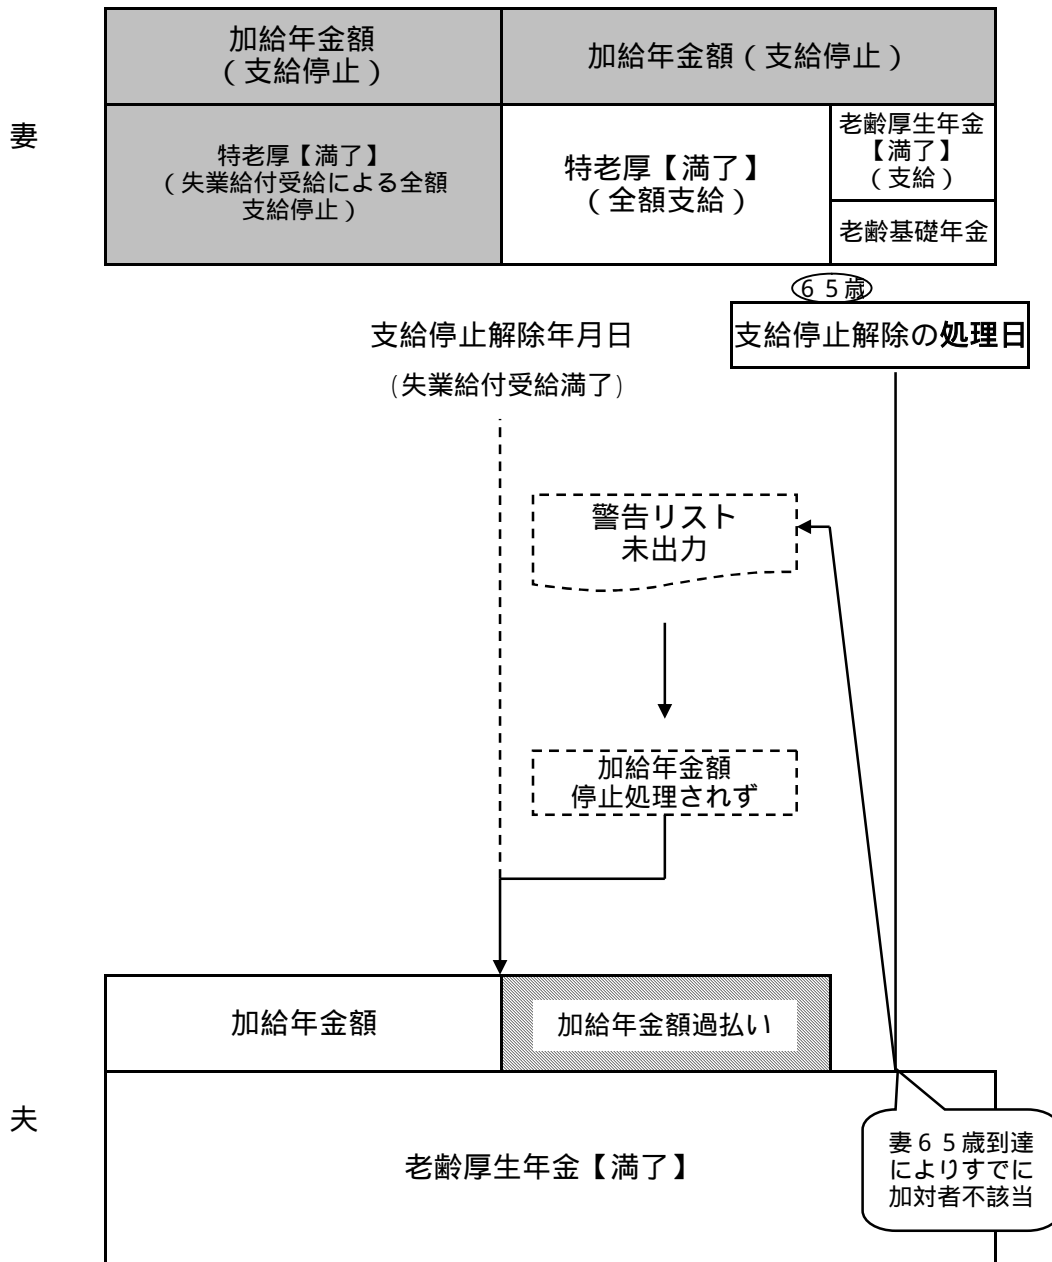 加給年金額
（支給停止）
加給年金額（支給停止）
妻
特老厚【満了】
（失業給付受給による全額
支給停止）
特老厚【満了】
（全額支給）
老齢厚生年金
【満了】
（支給）
老齢基礎年金
６５歳
支給停止解除年月日
（失業給付受給満了）
支給停止解除の処理日
警告リスト
未出力
加給年金額
停止処理されず
加給年金額
加給年金額過払い
夫
老齢厚生年金【満了】
妻６５歳到達
によりすでに
加対者不該当